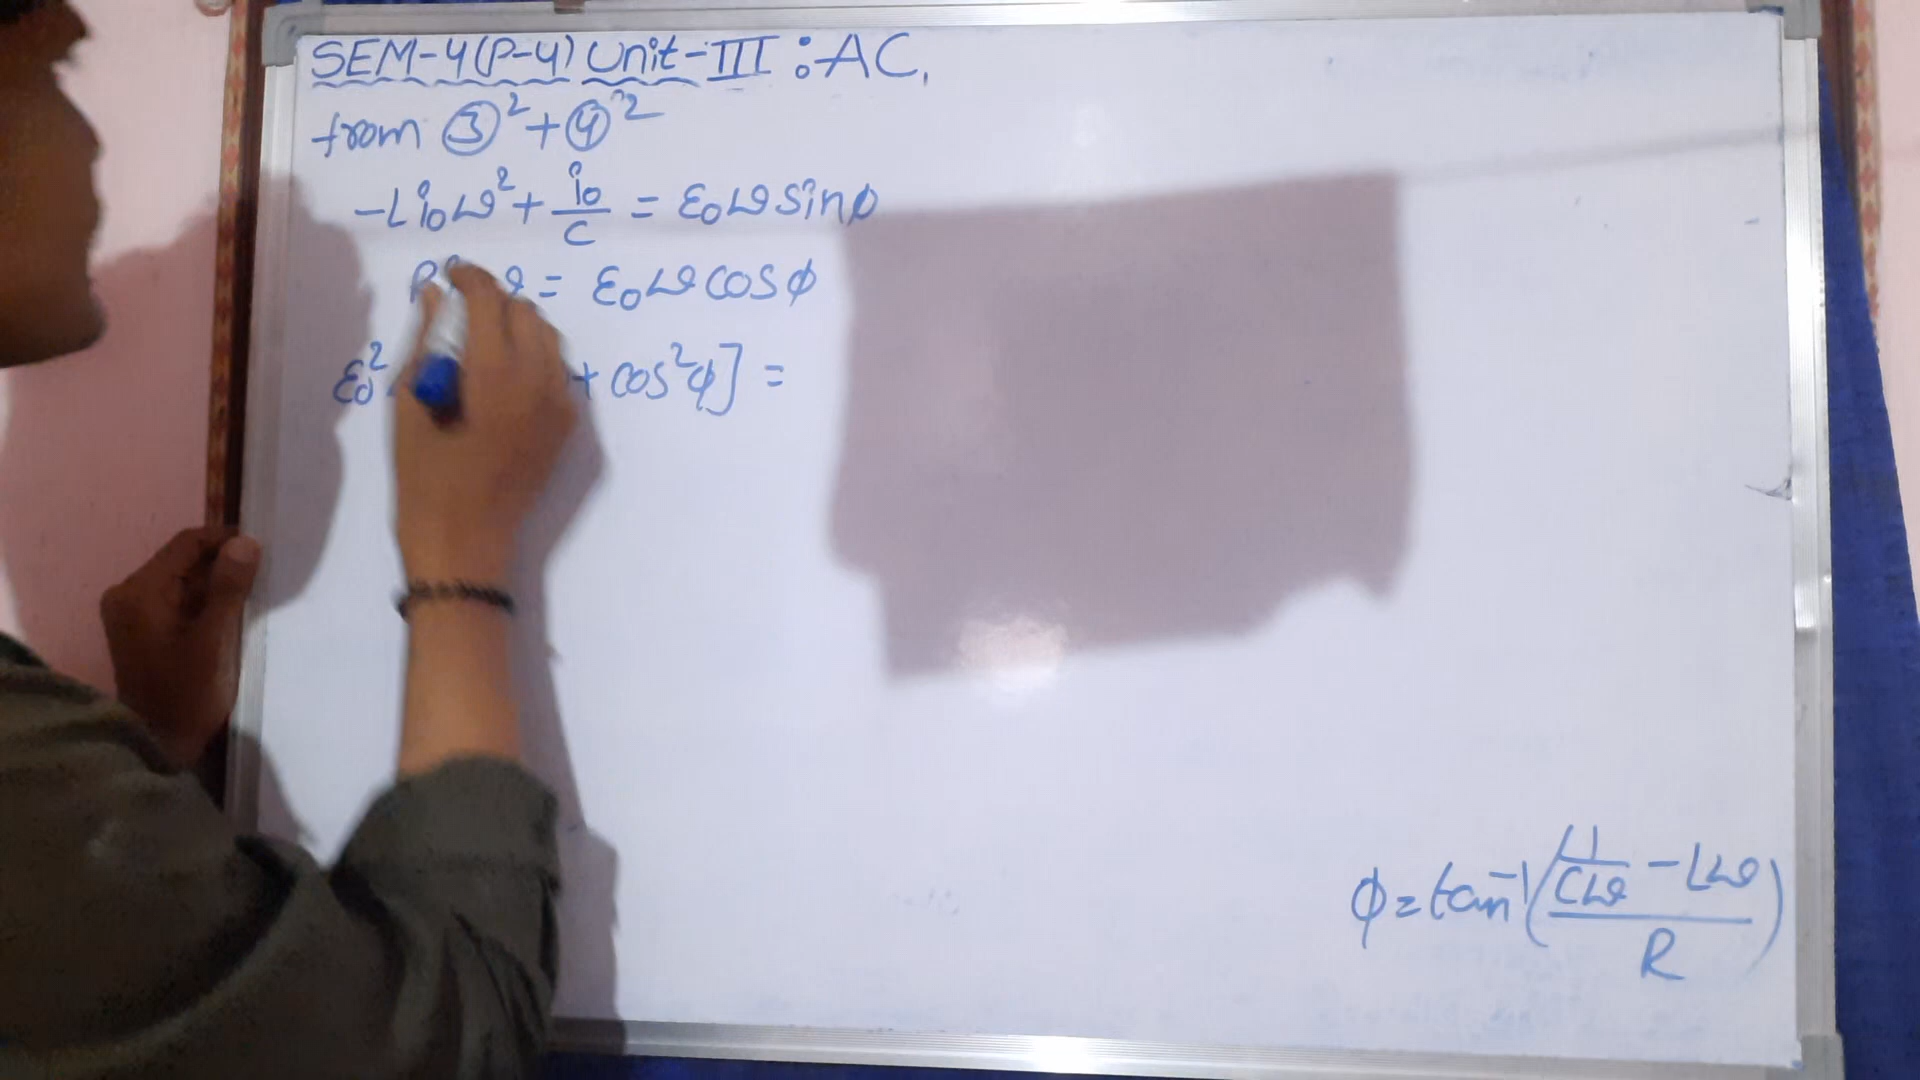 SEM-4(P-4) Unit-III : AC,
from ③² + ④²
-Li₀ω² + i₀/C = ε₀ω sinϕ
= ε₀ω cosϕ
ε₀² + cos²ϕ] =
ϕ = tan⁻¹((1/Cω - Lω)/R)